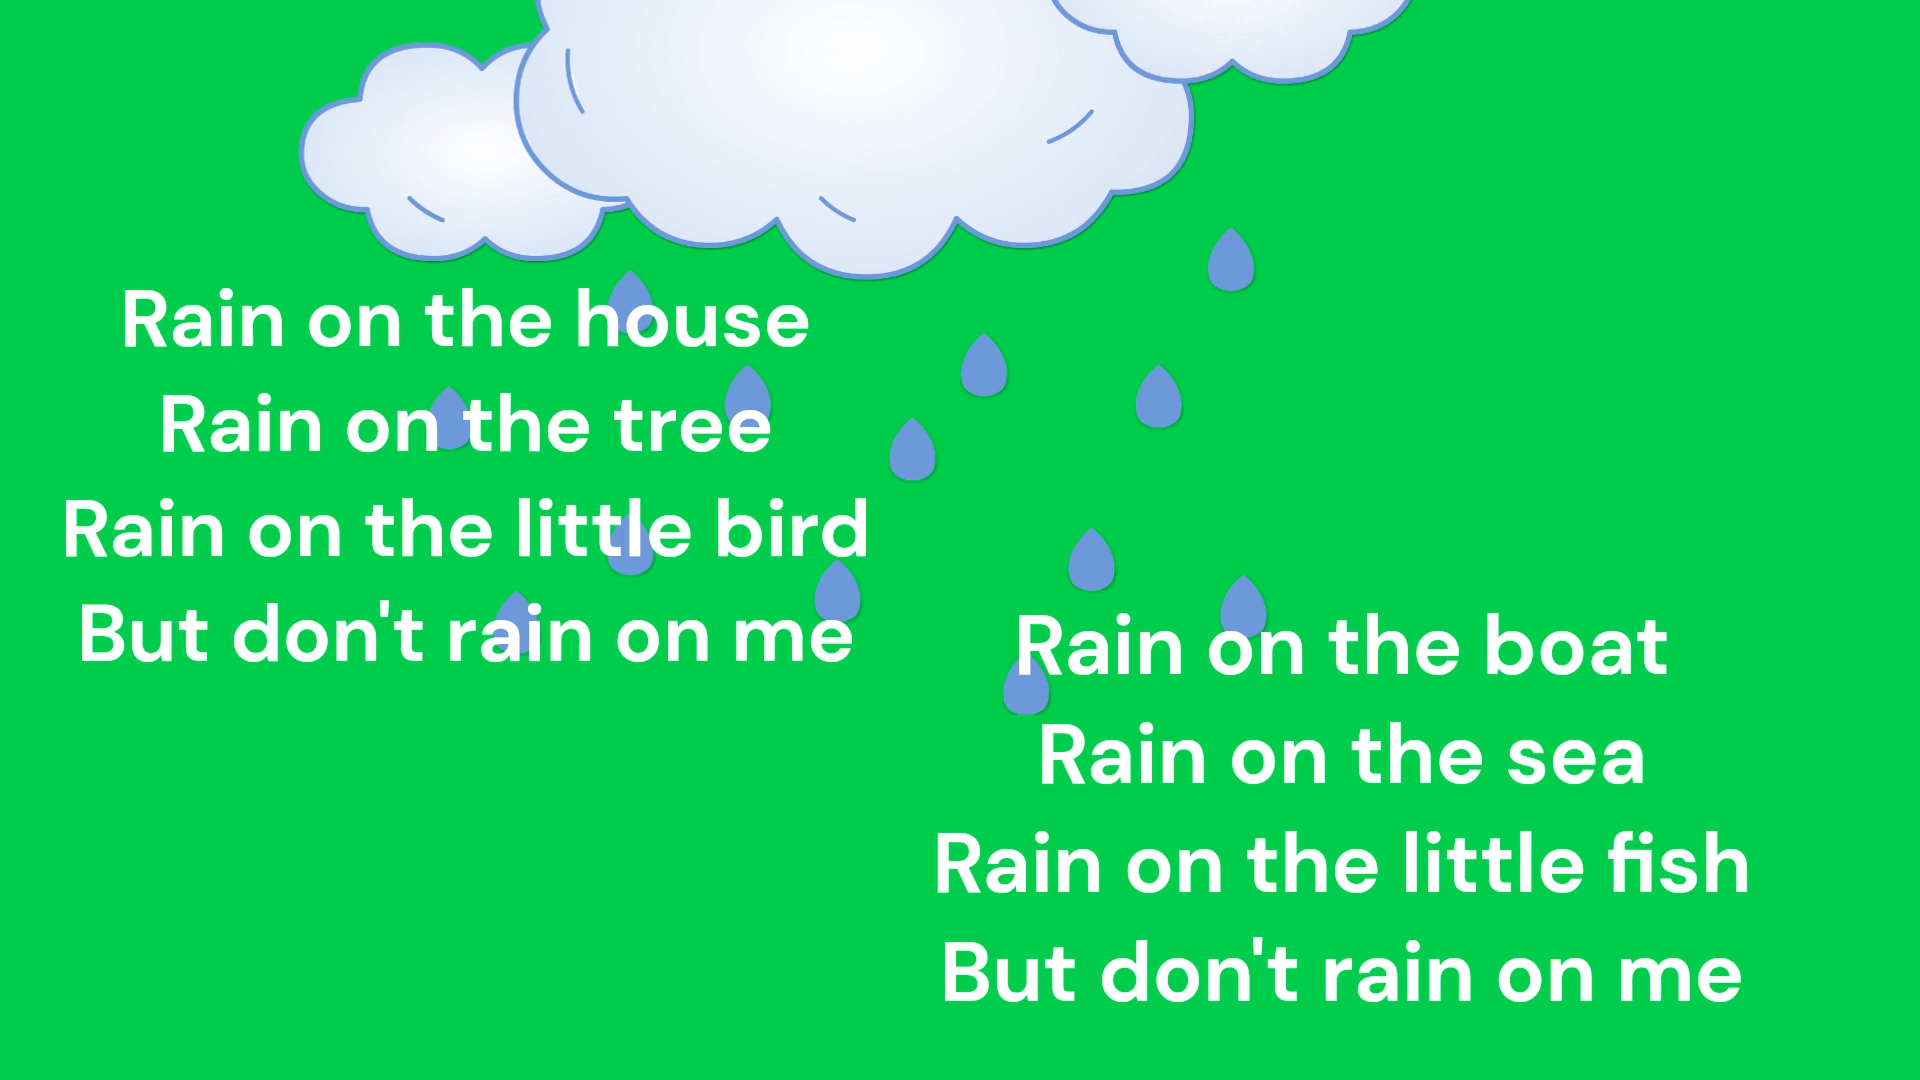 Rain on the house
Rain on the tree
Rain on the little bird
But don't rain on me
Rain on the boat
Rain on the sea
Rain on the little fish
But don't rain on me